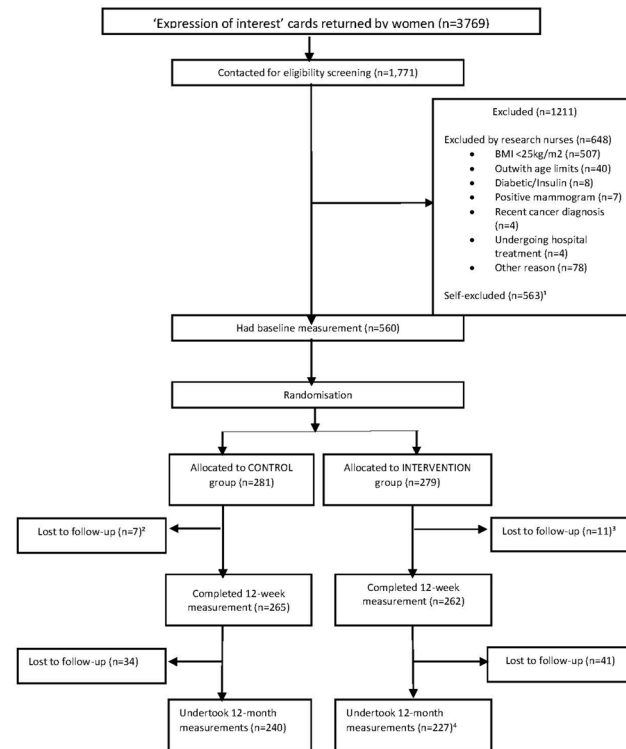 'Expression of interest' cards returned by women (n=3769)
Contacted for eligibility screening (n=1,771)
Excluded (n=1211)
Excluded by research nurses (n=648)
• BMI <25kg/m2 (n=507)
• Outwith age limits (n=40)
• Diabetic/Insulin (n=8)
• Positive mammogram (n=7)
• Recent cancer diagnosis
(n=4)
• Undergoing hospital
treatment (n=4)
• Other reason (n=78)
Self-excluded (n=563)¹
Had baseline measurement (n=560)
Randomisation
Allocated to CONTROL
group (n=281)
Allocated to INTERVENTION
group (n=279)
Lost to follow-up (n=7)²
Lost to follow-up (n=11)³
Completed 12-week
measurement (n=265)
Completed 12-week
measurement (n=262)
Lost to follow-up (n=34)
Lost to follow-up (n=41)
Undertook 12-month
measurements (n=240)
Undertook 12-month
measurements (n=227)⁴